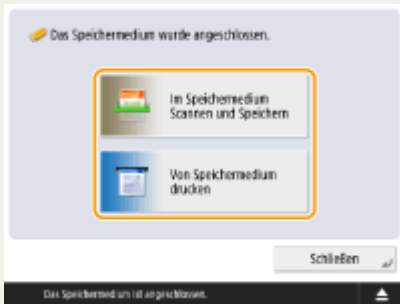 Das Speichermedium wurde angeschlossen.
Im Speichermedium
Scannen und Speichern
Von Speichermedium
drucken
Schließen
Das Speichermedium ist angeschlossen.